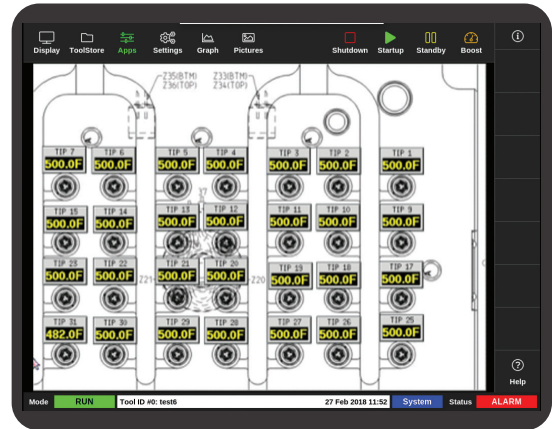 Display ToolStore Apps Settings Graph Pictures Shutdown Startup Standby Boost
Z35(BTM) Z33(BTM)
Z36(TOP) Z34(TOP)
TIP 7 TIP 6 TIP 5 TIP 4 TIP 3 TIP 2 TIP 1
500.0F 500.0F 500.0F 500.0F 500.0F 500.0F 500.0F
TIP 15 TIP 14 TIP 13 TIP 12 TIP 11 TIP 10 TIP 9
500.0F 500.0F 500.0F 500.0F 500.0F 500.0F 500.0F
TIP 23 TIP 22 TIP 21 TIP 20 TIP 19 TIP 18 TIP 17
500.0F 500.0F 500.0F 500.0F 500.0F 500.0F 500.0F
Z21 Z20
TIP 31 TIP 30 TIP 29 TIP 28 TIP 27 TIP 26 TIP 25
482.0F 500.0F 500.0F 500.0F 500.0F 500.0F 500.0F
Help
Mode RUN Tool ID #0: test6 27 Feb 2018 11:52 System Status ALARM